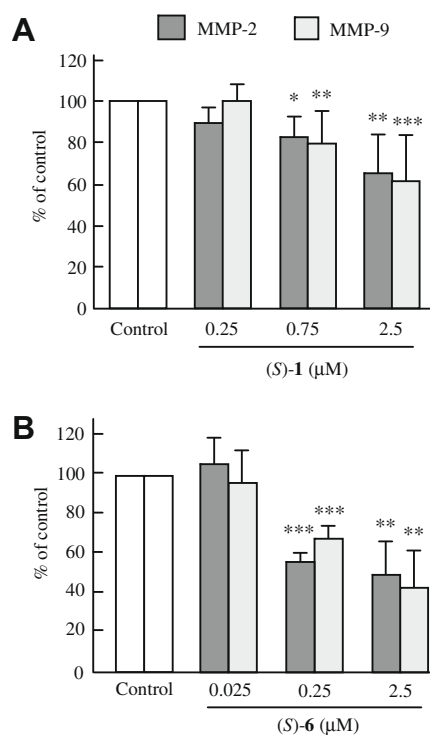 A
MMP-2 MMP-9
120
100
80
60
40
20
0
% of control
* **
** ***
Control 0.25 0.75 2.5
(S)-1 (µM)
B
120
100
80
60
40
20
0
% of control
*** ***
** **
Control 0.025 0.25 2.5
(S)-6 (µM)